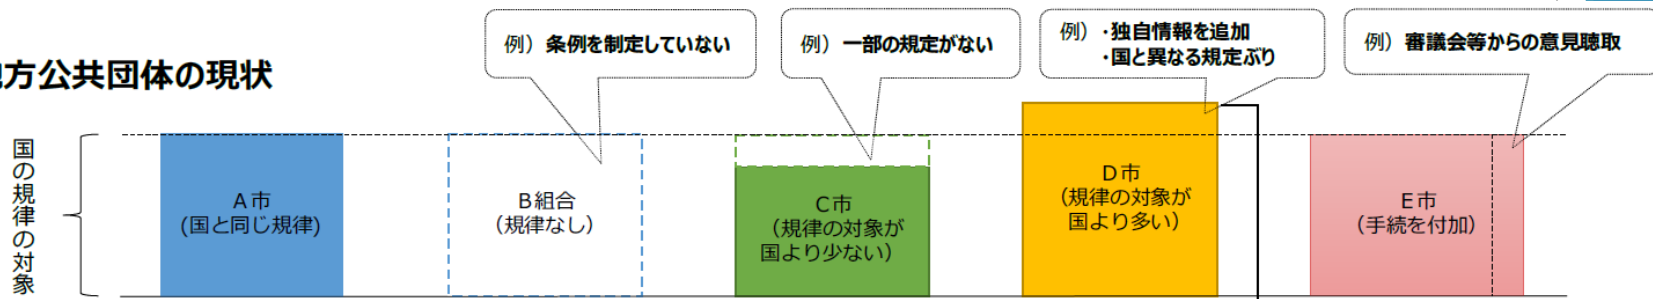 例）条例を制定していない
例）一部の規定がない
例）・独自情報を追加
・国と異なる規定ぶり
例）審議会等からの意見聴取
方公共団体の現状
国の規律の対象
A市
(国と同じ規律)
B組合
（規律なし）
C市
（規律の対象が
国より少ない）
D市
（規律の対象が
国より多い）
E市
（手続を付加）